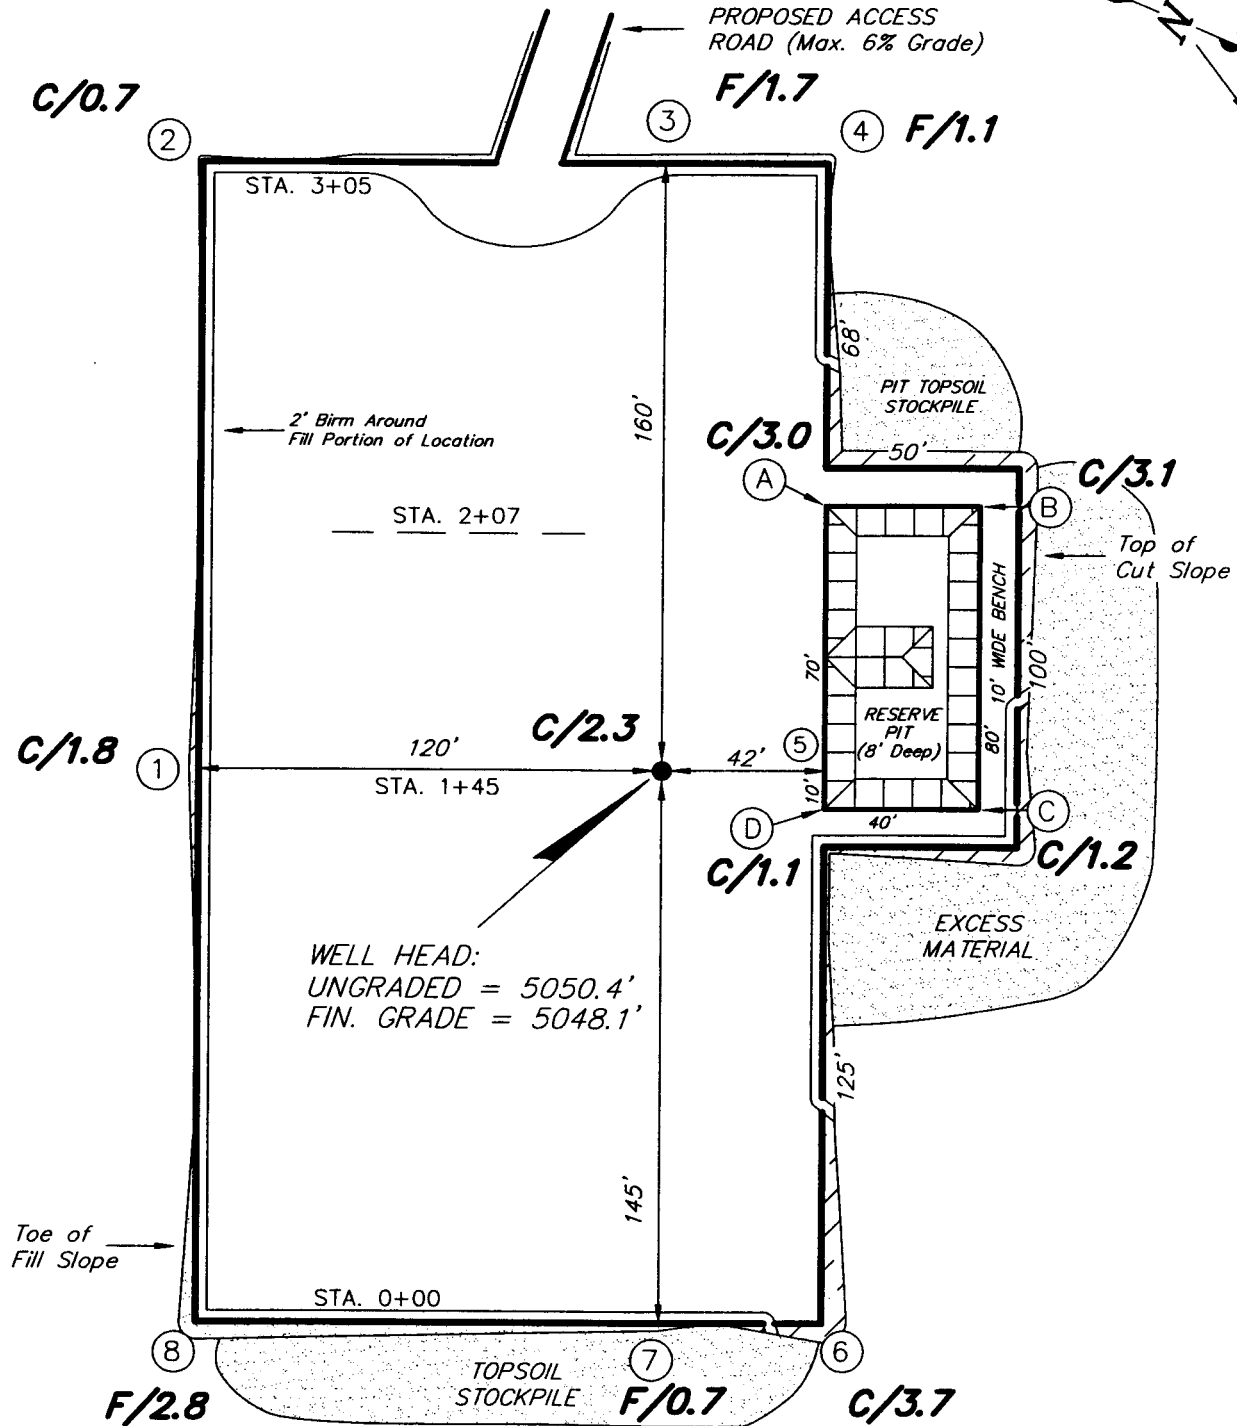 PROPOSED ACCESS
ROAD (Max. 6% Grade)
N
C/0.7
F/1.7
2
3
4
F/1.1
STA. 3+05
68'
PIT TOPSOIL
STOCKPILE
2' Birm Around
Fill Portion of Location
160'
C/3.0
50'
C/3.1
A
B
STA. 2+07
Top of
Cut Slope
10' WIDE BENCH
100'
70'
RESERVE
PIT
(8' Deep)
80'
C/1.8
1
120'
C/2.3
42'
5
STA. 1+45
10'
D
40'
C
C/1.1
C/1.2
EXCESS
MATERIAL
WELL HEAD:
UNGRADED = 5050.4'
FIN. GRADE = 5048.1'
125'
145'
Toe of
Fill Slope
STA. 0+00
8
7
6
TOPSOIL
STOCKPILE
F/2.8
F/0.7
C/3.7